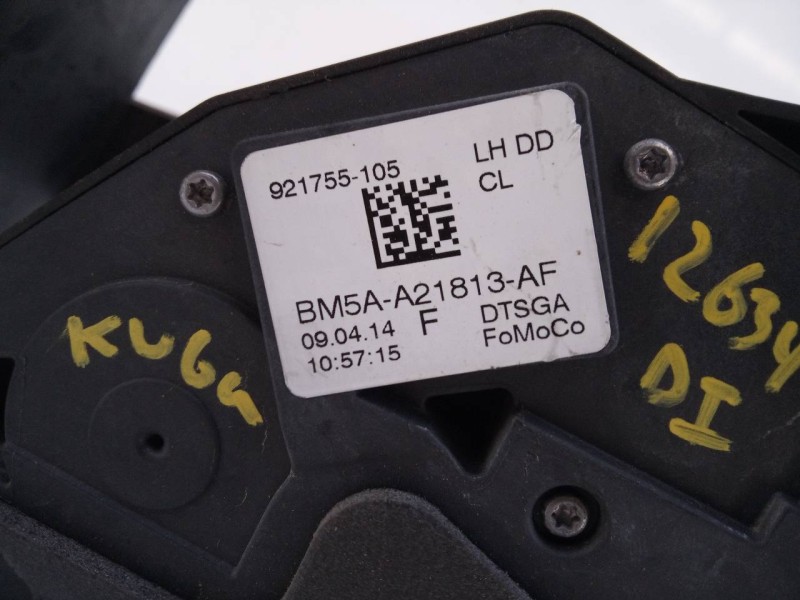 921755-105
LH DD
CL
BM5A-A21813-AF
09.04.14 F DTSGA
10:57:15 FoMoCo
KUGA
12634
DI